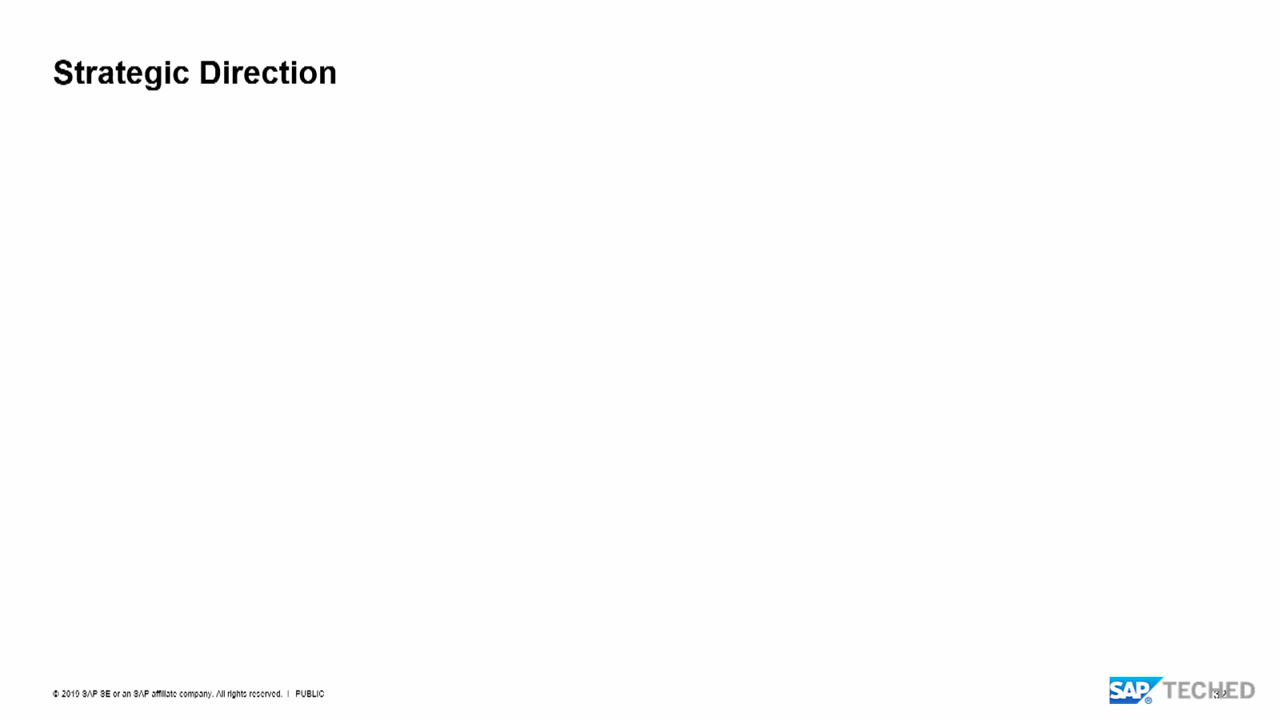 Strategic Direction
© 2019 SAP SE or an SAP affiliate company. All rights reserved. | PUBLIC
SAP TECHED